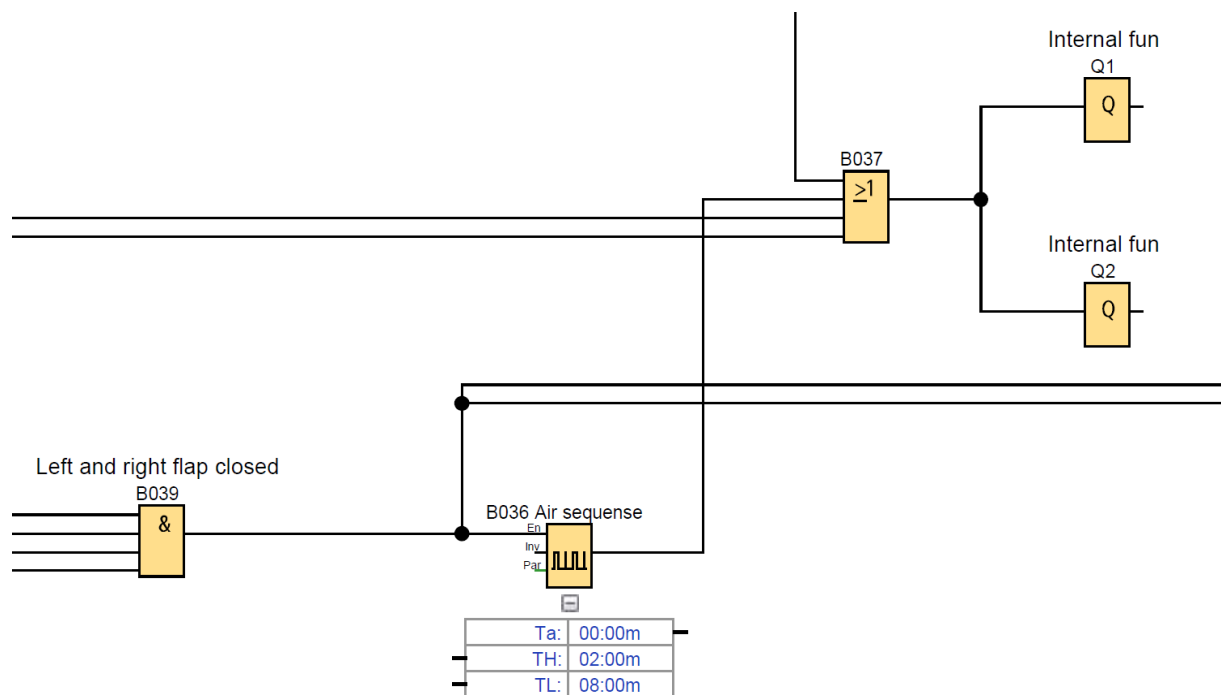 Internal fun
Q1
Q
B037
≥1
Internal fun
Q2
Q
Left and right flap closed
B039
&
B036 Air sequense
En
Inv
Par
Ta: 00:00m
TH: 02:00m
TL: 08:00m